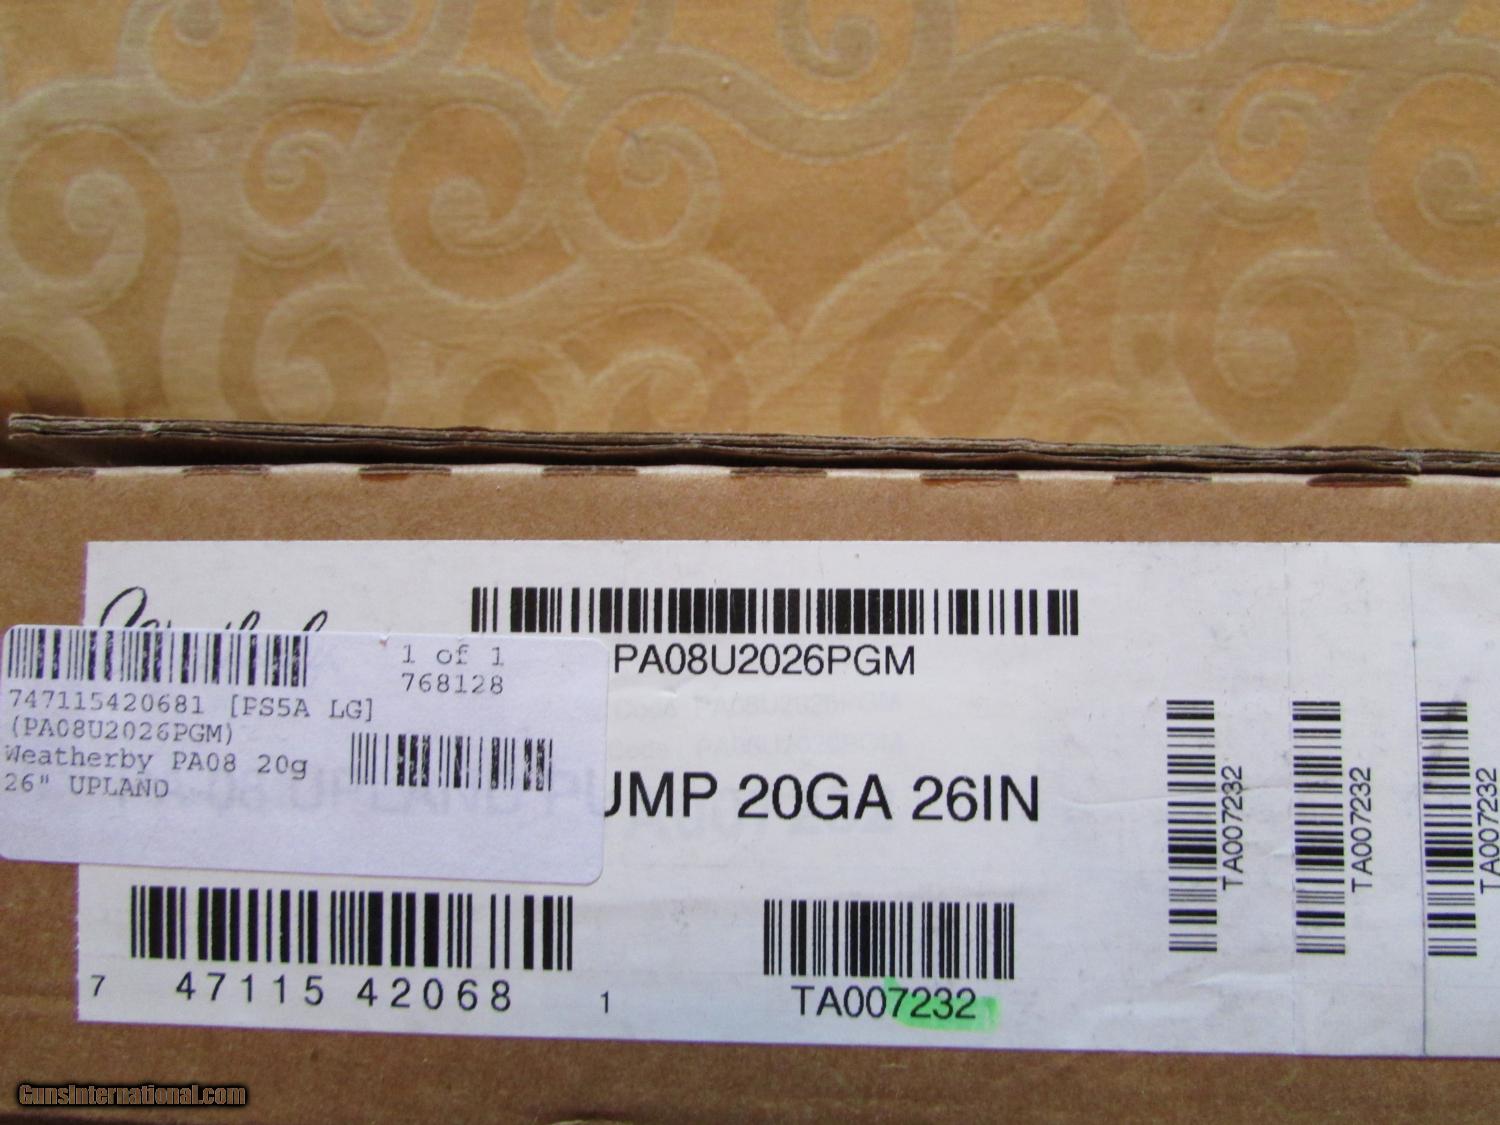 PA08U2026PGM
1 of 1
768128
747115420681 [PS5A LG]
(PA08U2026PGM)
Weatherby PA08 20g
26" UPLAND
UMP 20GA 26IN
7 47115 42068 1
TA007232
TA007232
TA007232
TA007232
GunsInternational.com